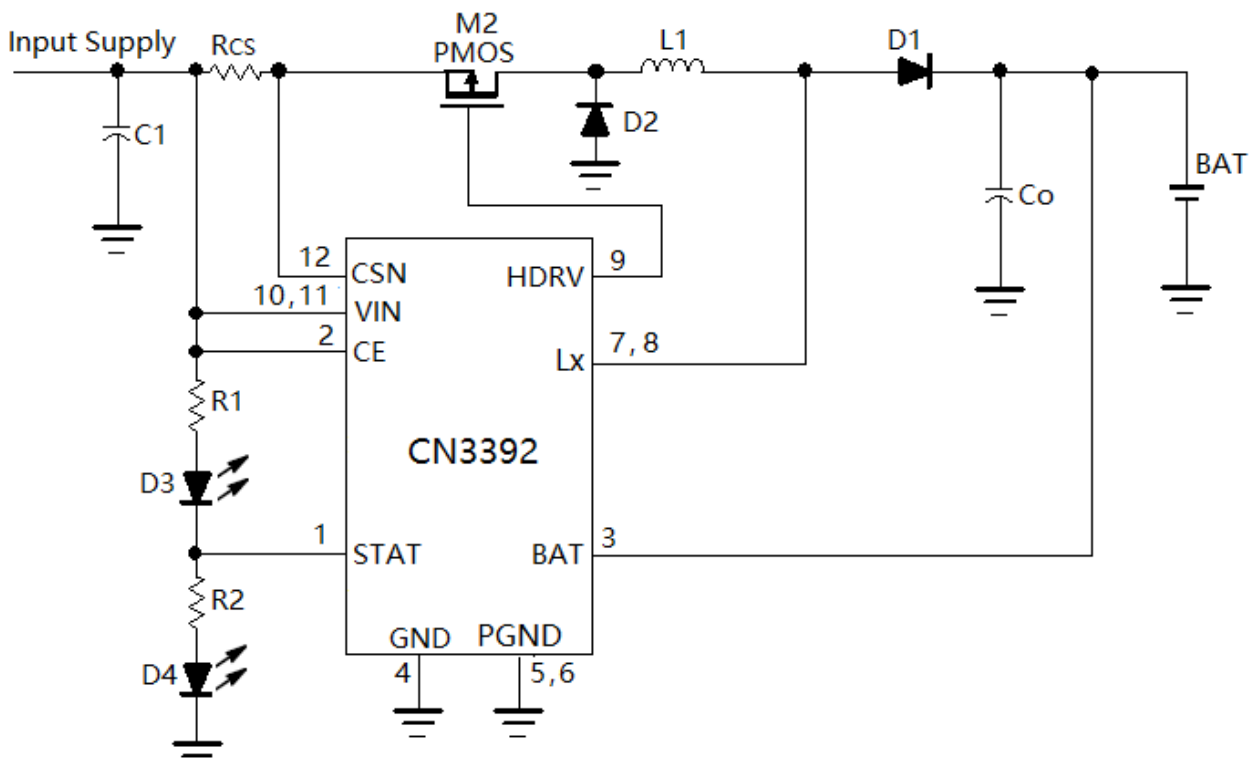 M2
Input Supply
RCS
PMOS
L1
D1
C1
D2
BAT
Co
12
CSN
HDRV
9
10,11
VIN
2
CE
Lx
7,8
R1
CN3392
D3
1
STAT
BAT
3
R2
GND
PGND
D4
4
5,6